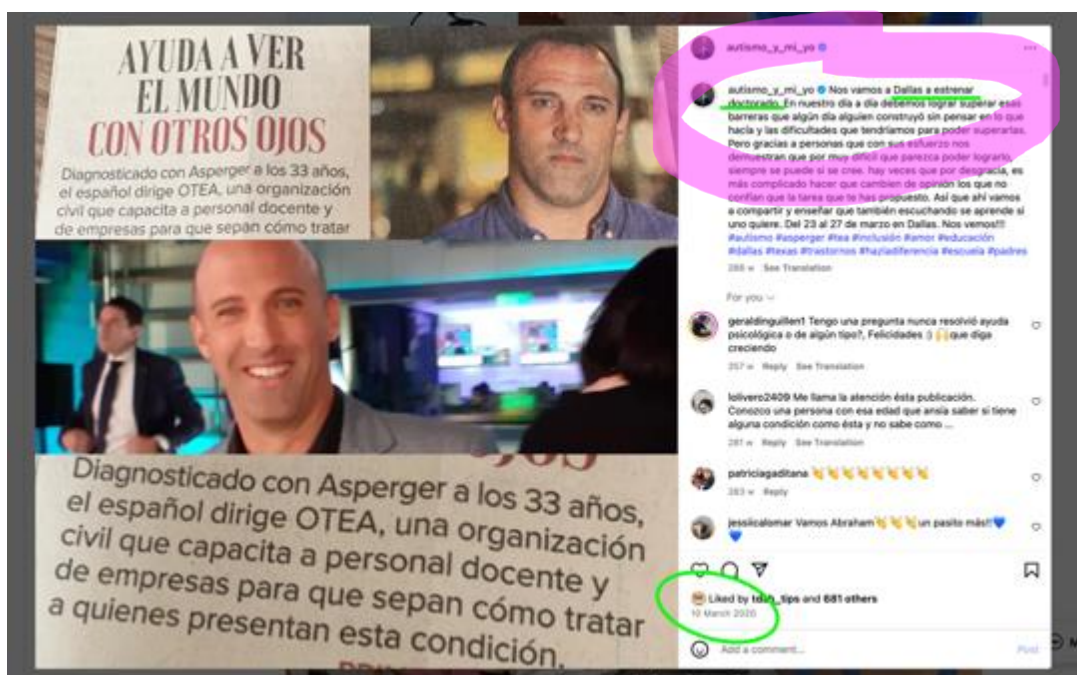 AYUDA A VER
EL MUNDO
CON OTROS OJOS
Diagnosticado con Asperger a los 33 años,
el español dirige OTEA, una organización
civil que capacita a personal docente y
de empresas para que sepan cómo tratar
OJOS
Diagnosticado con Asperger a los 33 años,
el español dirige OTEA, una organización
civil que capacita a personal docente y
de empresas para que sepan cómo tratar
a quienes presentan esta condición.
autismo_y_mi_yo
autismo_y_mi_yo Nos vamos a Dallas a estrenar
doctorado. En nuestro día a día debemos lograr superar esas
barreras que algún día alguien construyó sin pensar en lo que
hacía y las dificultades que tendríamos para poder superarlas.
Pero gracias a personas que con sus esfuerzo nos
demuestran que por muy difícil que parezca poder lograrlo,
siempre se puede si se cree. hay veces que por desgracia, es
más complicado hacer que cambien de opinión los que no
confían que la tarea que te has propuesto. Así que ahí vamos
a compartir y enseñar que también escuchando se aprende si
uno quiere. Del 23 al 27 de marzo en Dallas. Nos vemos!!!
#autismo #asperger #tea #inclusión #amor #educación
#dallas #texas #trastornos #hazladiferencia #escuela #padres
See Translation
For you
geraldinguillen1 Tengo una pregunta nunca resolvió ayuda
psicológica o de algún tipo?, Felicidades :) 🙌que diga
creciendo
257 w Reply See Translation
lolivero2409 Me llama la atención ésta publicación.
Conozco una persona con esa edad que ansía saber si tiene
alguna condición como ésta y no sabe como ...
281 w Reply See Translation
patriciagaditana 👏👏👏👏👏👏👏👏
283 w Reply
jessiicalomar Vamos Abraham👏👏👏un pasito más!!💙
💙
Liked by tdah_tips and 681 others
10 March 2020
Add a comment...
Post